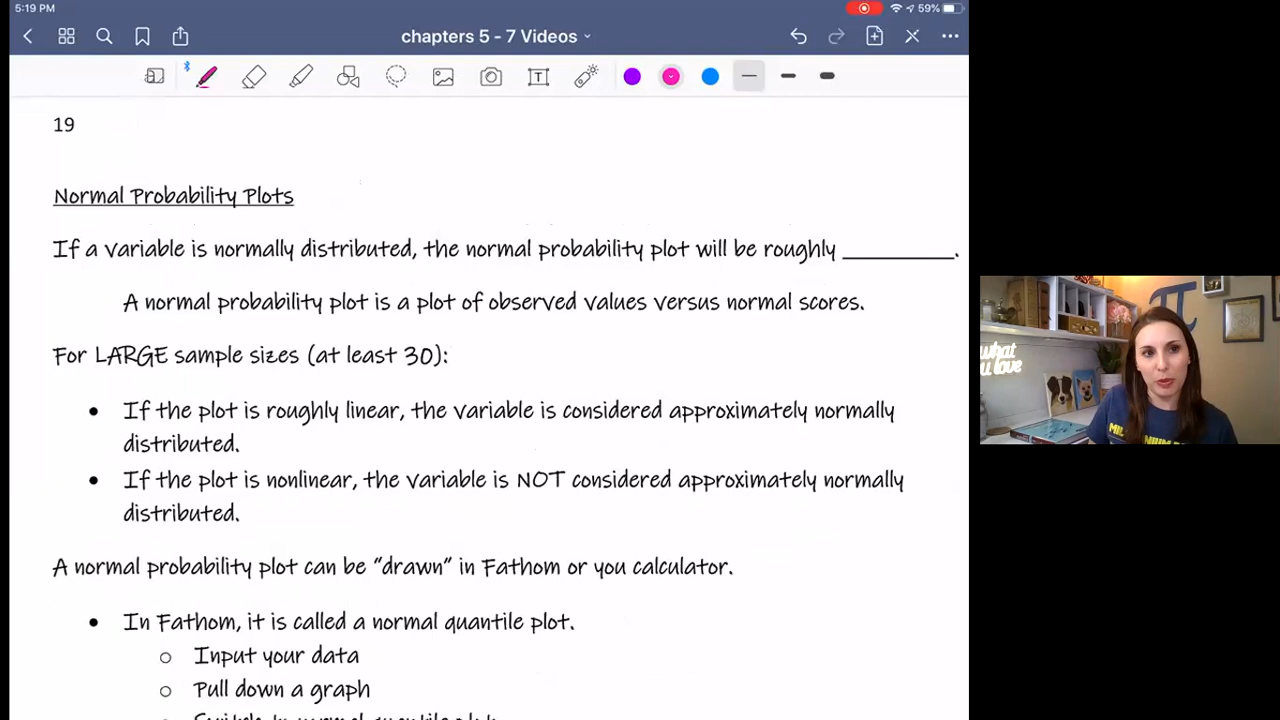 5:19 PM
59%
chapters 5 - 7 Videos
T
19
Normal Probability Plots
If a variable is normally distributed, the normal probability plot will be roughly __________.
A normal probability plot is a plot of observed values versus normal scores.
For LARGE sample sizes (at least 30):
• If the plot is roughly linear, the variable is considered approximately normally
distributed.
• If the plot is nonlinear, the variable is NOT considered approximately normally
distributed.
A normal probability plot can be “drawn” in Fathom or you calculator.
• In Fathom, it is called a normal quantile plot.
o Input your data
o Pull down a graph
what
u love